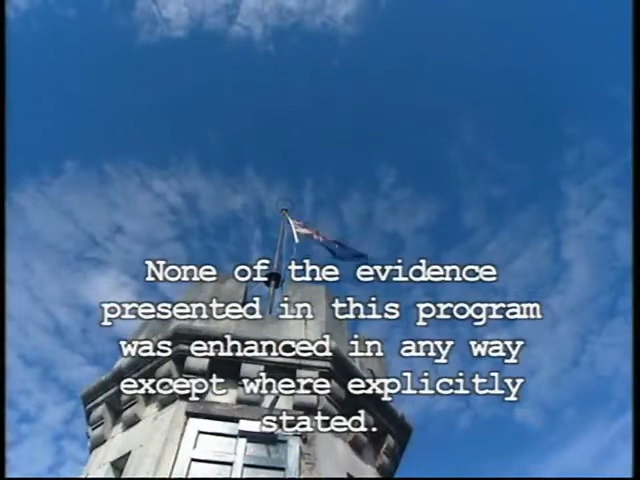 None of the evidence
presented in this program
was enhanced in any way
except where explicitly
stated.